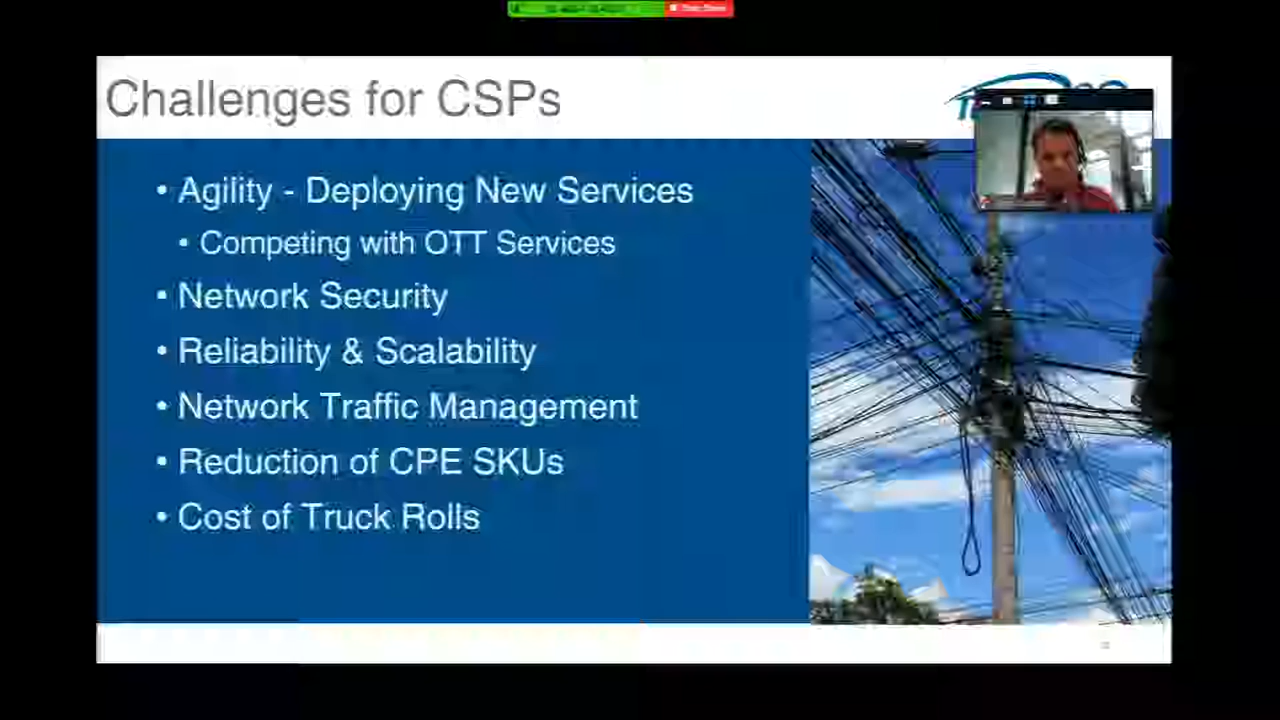 Challenges for CSPs
• Agility - Deploying New Services
• Competing with OTT Services
• Network Security
• Reliability & Scalability
• Network Traffic Management
• Reduction of CPE SKUs
• Cost of Truck Rolls